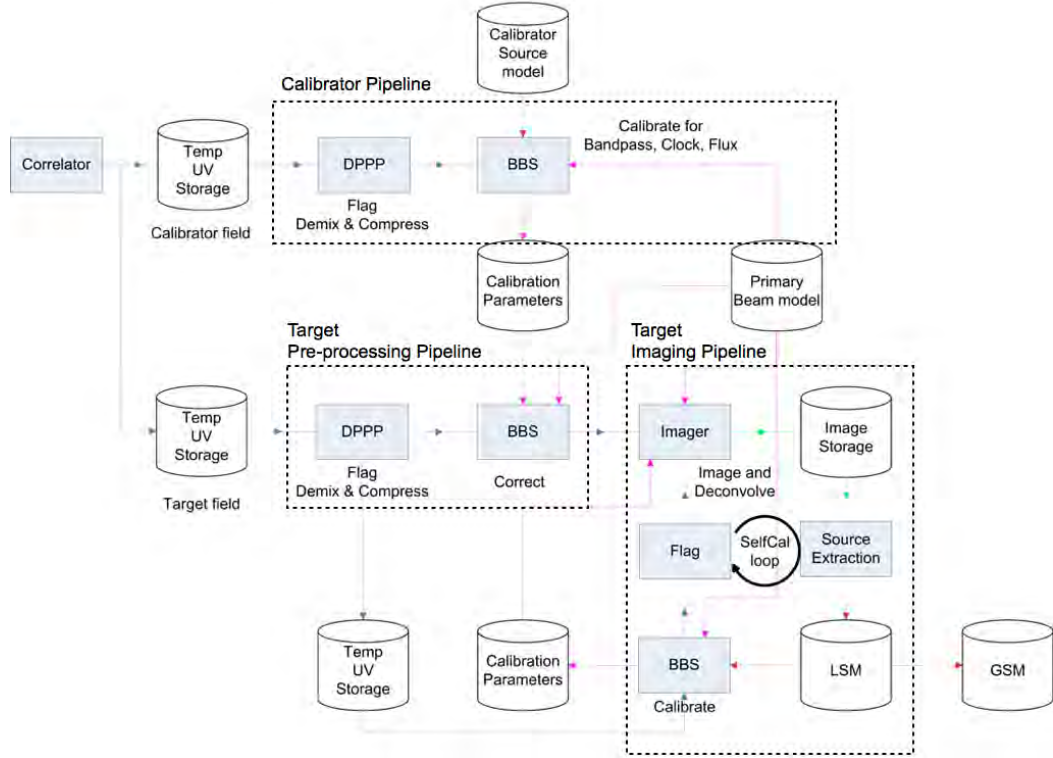 Calibrator
Source
model
Calibrator Pipeline
Calibrate for
Bandpass, Clock, Flux
Correlator
Temp
UV
Storage
DPPP
BBS
Flag
Demix & Compress
Calibrator field
Calibration
Parameters
Primary
Beam model
Target
Pre-processing Pipeline
Target
Imaging Pipeline
Temp
UV
Storage
DPPP
BBS
Imager
Image
Storage
Flag
Demix & Compress
Correct
Image and
Deconvolve
Target field
Flag
SelfCal
loop
Source
Extraction
Temp
UV
Storage
Calibration
Parameters
BBS
LSM
GSM
Calibrate